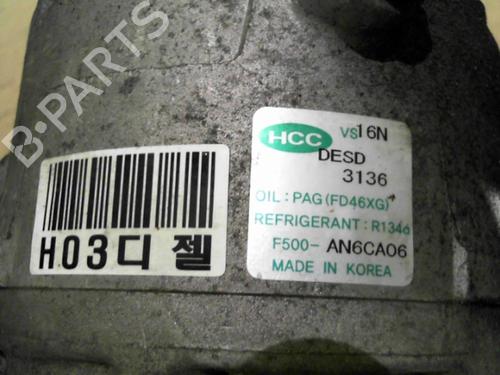 B-PARTS
HCC VS16N
DESD
3136
OIL : PAG (FD46XG)
REFRIGERANT : R134a
F500- AN6CA06
MADE IN KOREA
H03디 젤